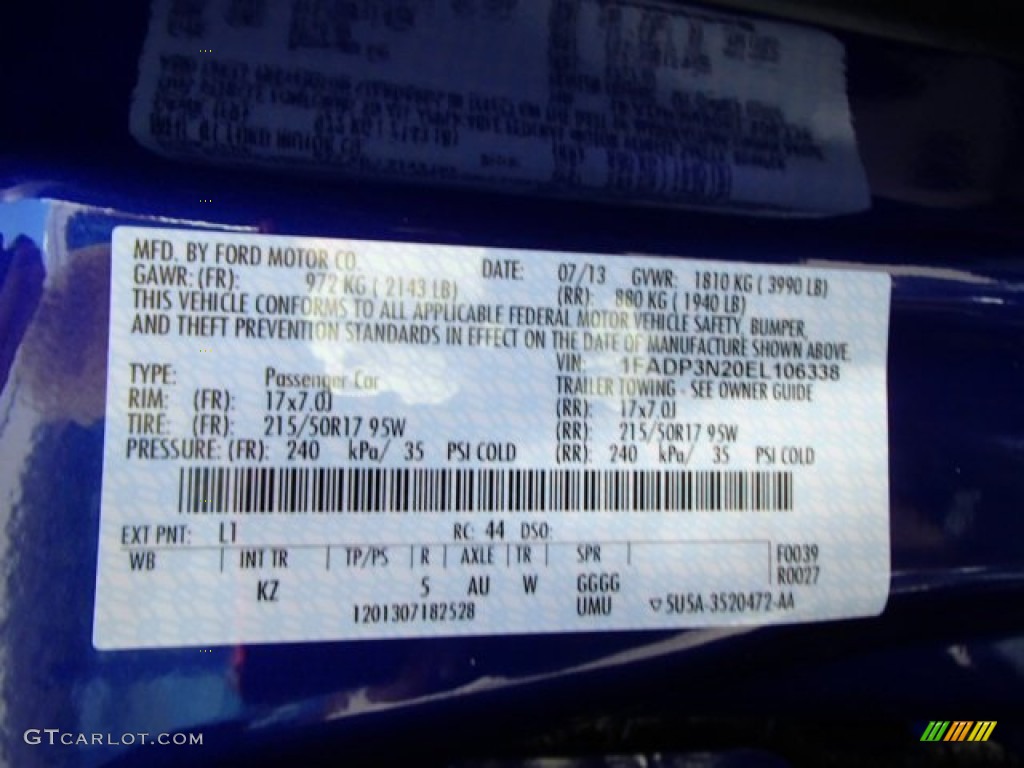 MFD. BY FORD MOTOR CO. DATE: 07/13 GVWR: 1810 KG ( 3990 LB)
GAWR: (FR): 972 KG ( 2143 LB) (RR): 880 KG ( 1940 LB)
THIS VEHICLE CONFORMS TO ALL APPLICABLE FEDERAL MOTOR VEHICLE SAFETY, BUMPER,
AND THEFT PREVENTION STANDARDS IN EFFECT ON THE DATE OF MANUFACTURE SHOWN ABOVE.
VIN: 1FADP3N20EL106338
TYPE: Passenger Car TRAILER TOWING - SEE OWNER GUIDE
RIM: (FR): 17x7.0J (RR): 17x7.0J
TIRE: (FR): 215/50R17 95W (RR): 215/50R17 95W
PRESSURE: (FR): 240 kPa/ 35 PSI COLD (RR): 240 kPa/ 35 PSI COLD
EXT PNT: L1 RC: 44 DSO:
WB INT TR TP/PS R AXLE TR SPR F0039
KZ S AU W GGGG R0027
1201307182528 UMU ▽5U5A-3520472-AA
GTCARLOT.COM